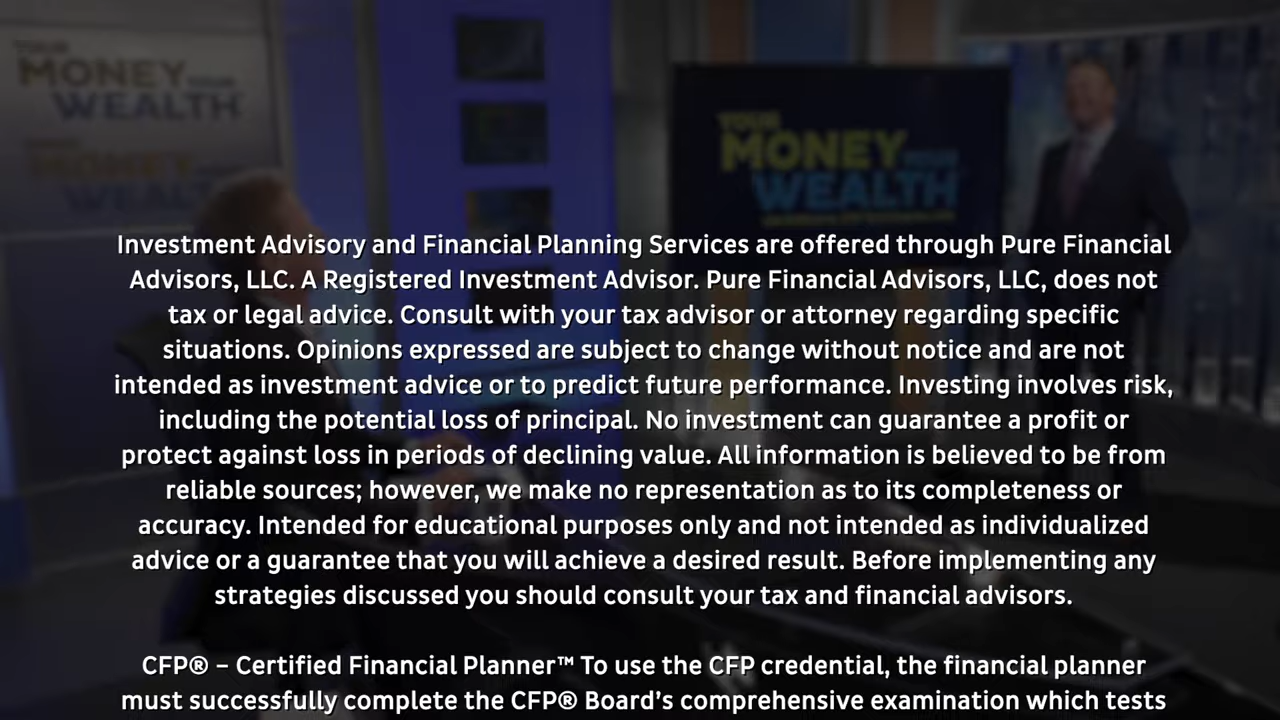 YOUR
MONEY YOUR
WEALTH
MONEY
WEALTH
YOUR
MONEY YOUR
WEALTH
Investment Advisory and Financial Planning Services are offered through Pure Financial
Advisors, LLC. A Registered Investment Advisor. Pure Financial Advisors, LLC, does not
tax or legal advice. Consult with your tax advisor or attorney regarding specific
situations. Opinions expressed are subject to change without notice and are not
intended as investment advice or to predict future performance. Investing involves risk,
including the potential loss of principal. No investment can guarantee a profit or
protect against loss in periods of declining value. All information is believed to be from
reliable sources; however, we make no representation as to its completeness or
accuracy. Intended for educational purposes only and not intended as individualized
advice or a guarantee that you will achieve a desired result. Before implementing any
strategies discussed you should consult your tax and financial advisors.
CFP® – Certified Financial Planner™ To use the CFP credential, the financial planner
must successfully complete the CFP® Board’s comprehensive examination which tests